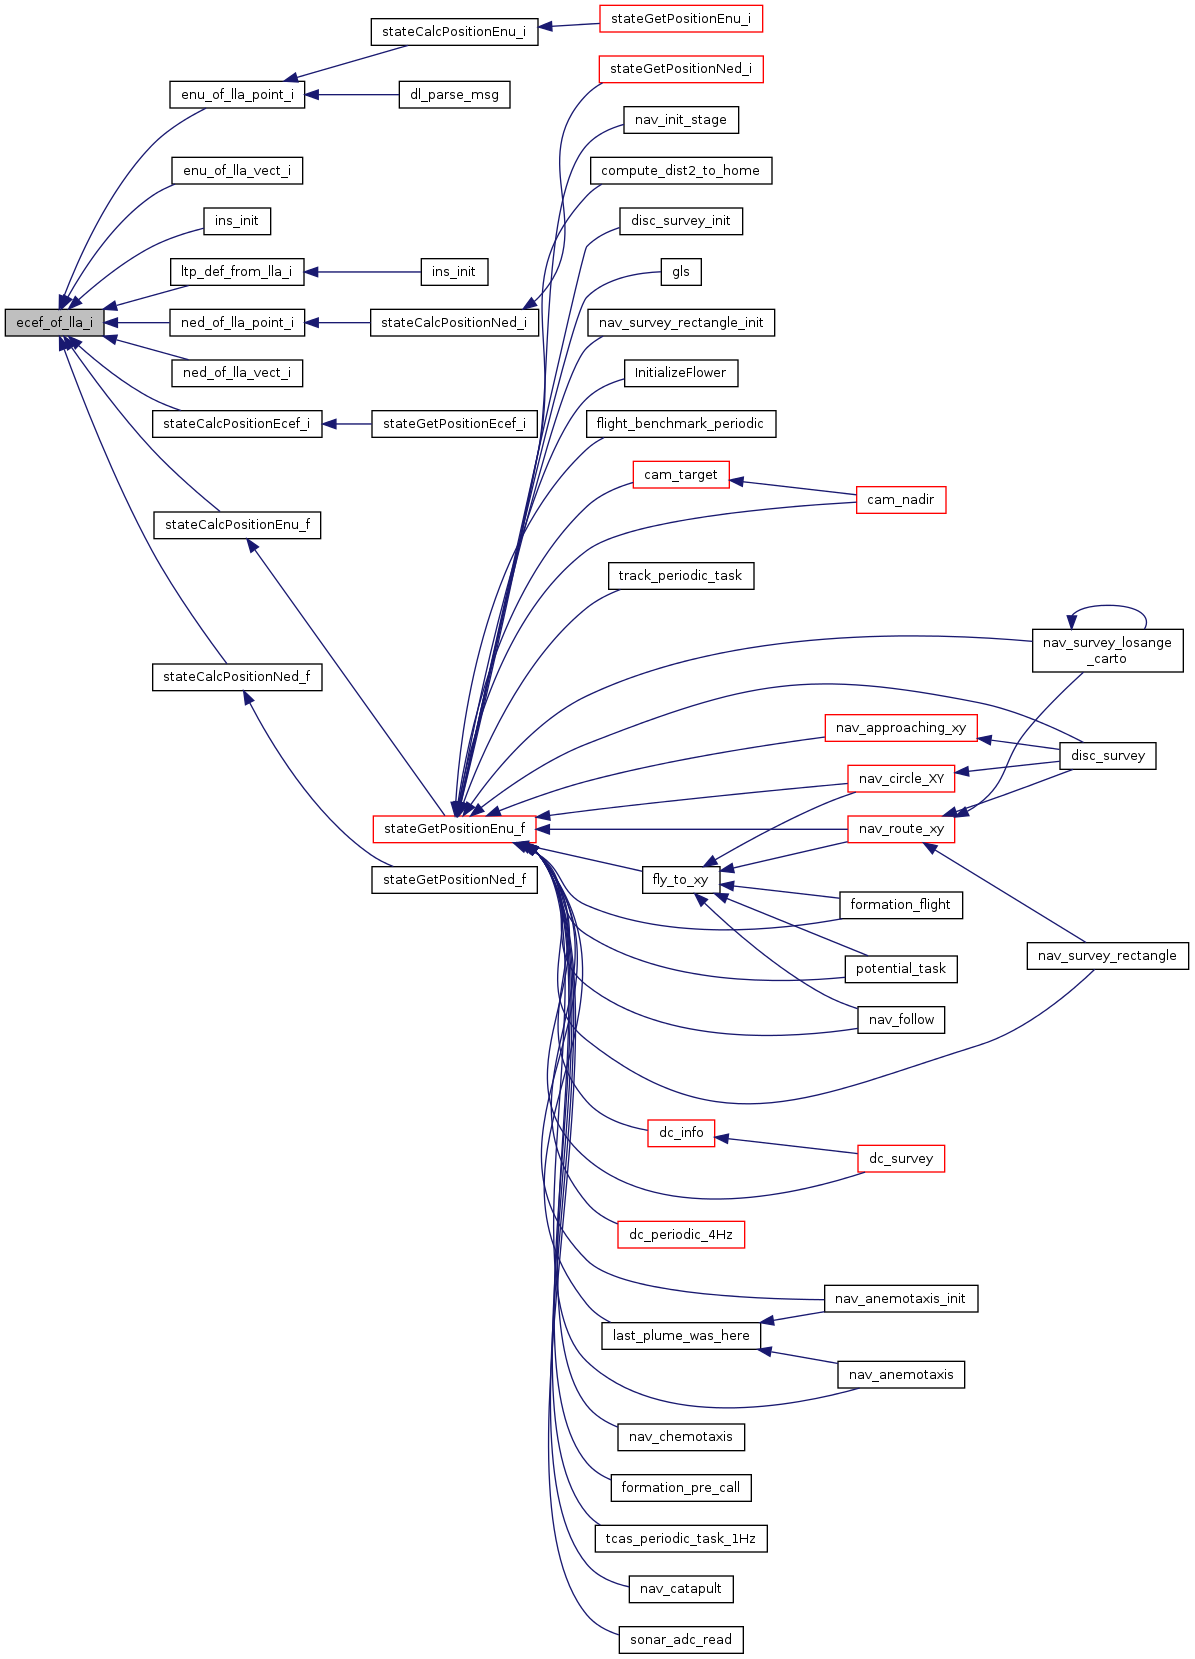 stateGetPositionEnu_i
stateCalcPositionEnu_i
stateGetPositionNed_i
enu_of_lla_point_i
dl_parse_msg
nav_init_stage
enu_of_lla_vect_i
compute_dist2_to_home
ins_init
disc_survey_init
ltp_def_from_lla_i
ins_init
gls
ecef_of_lla_i
ned_of_lla_point_i
stateCalcPositionNed_i
nav_survey_rectangle_init
ned_of_lla_vect_i
InitializeFlower
stateCalcPositionEcef_i
stateGetPositionEcef_i
flight_benchmark_periodic
cam_target
cam_nadir
stateCalcPositionEnu_f
track_periodic_task
nav_survey_losange
_carto
stateCalcPositionNed_f
nav_approaching_xy
disc_survey
nav_circle_XY
stateGetPositionEnu_f
nav_route_xy
stateGetPositionNed_f
fly_to_xy
formation_flight
nav_survey_rectangle
potential_task
nav_follow
dc_info
dc_survey
dc_periodic_4Hz
nav_anemotaxis_init
last_plume_was_here
nav_anemotaxis
nav_chemotaxis
formation_pre_call
tcas_periodic_task_1Hz
nav_catapult
sonar_adc_read